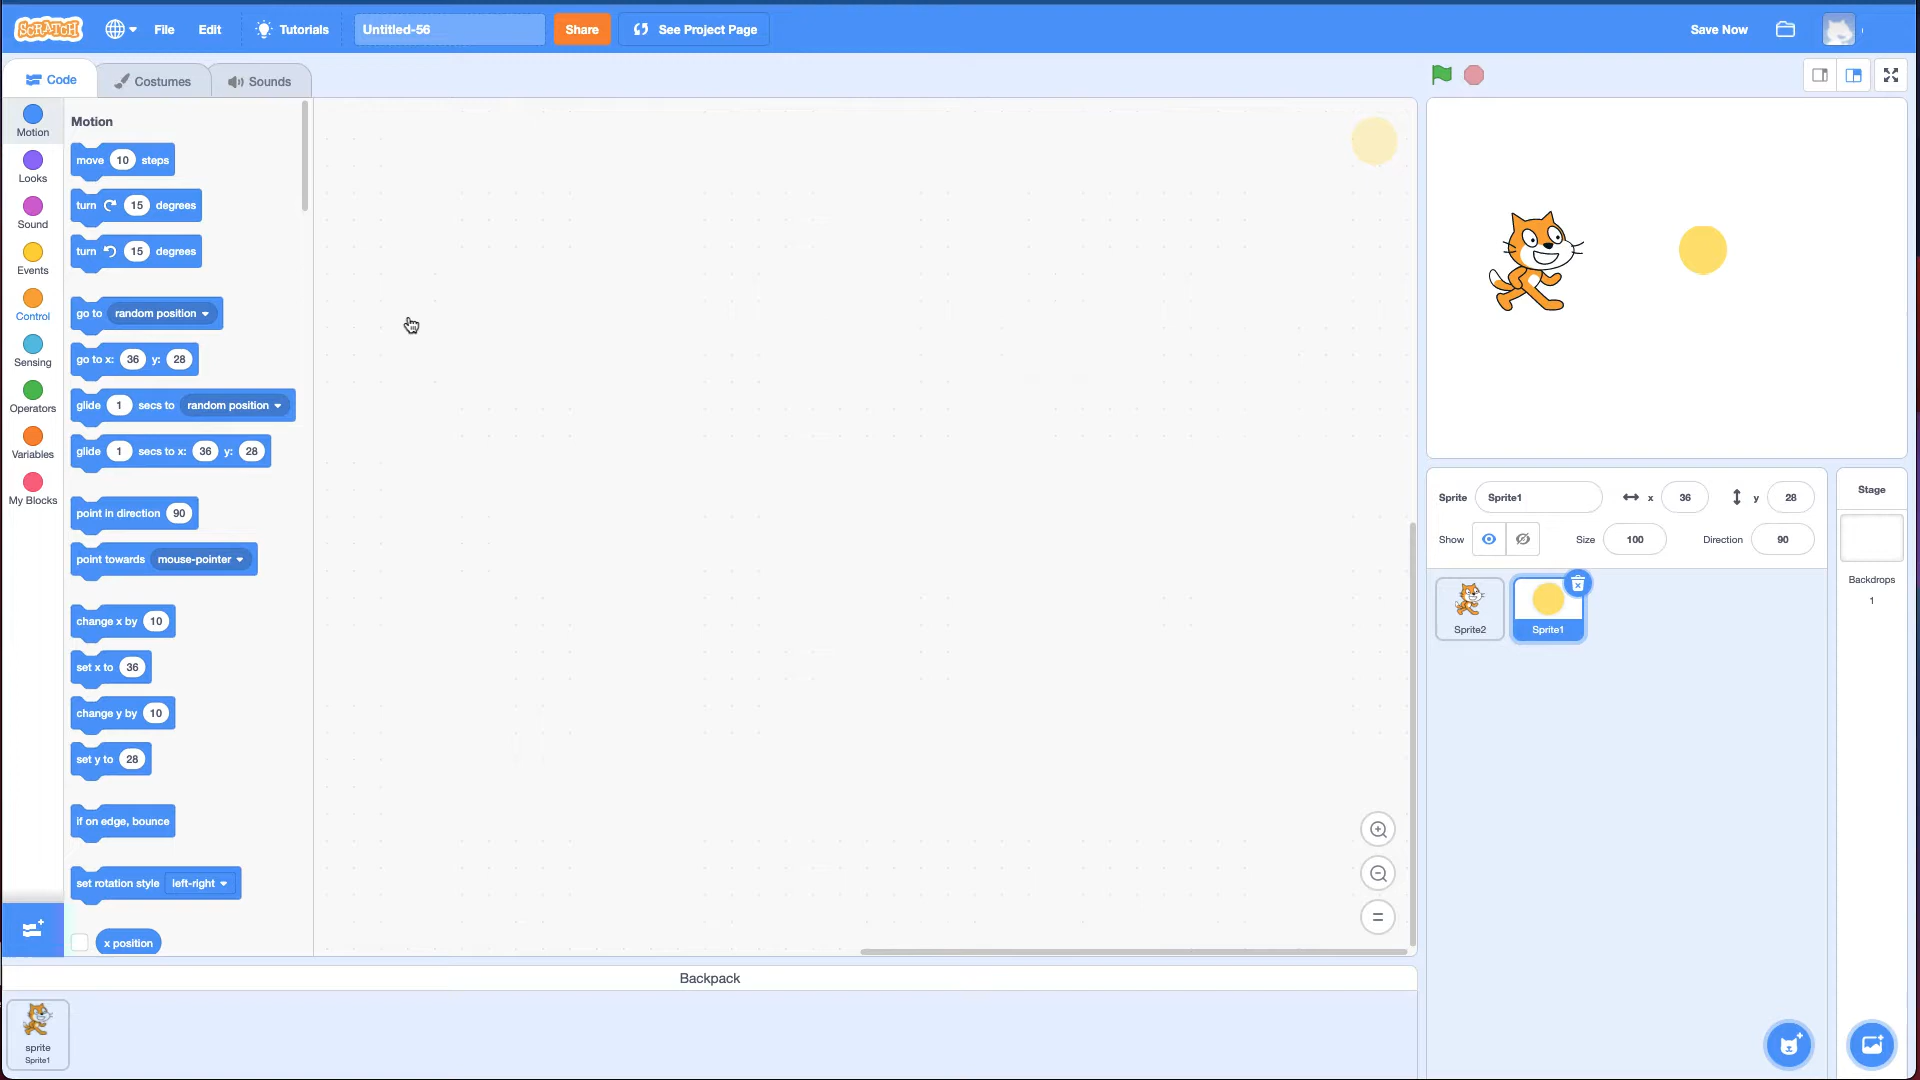 SCRATCH File Edit Tutorials Untitled-56 Share See Project Page Save Now
Code Costumes Sounds
Motion
Looks
Sound
Events
Control
Sensing
Operators
Variables
My Blocks
Motion
move 10 steps
turn 15 degrees
turn 15 degrees
go to random position
go to x: 36 y: 28
glide 1 secs to random position
glide 1 secs to x: 36 y: 28
point in direction 90
point towards mouse-pointer
change x by 10
set x to 36
change y by 10
set y to 28
if on edge, bounce
set rotation style left-right
x position
Sprite Sprite1 x 36 y 28
Show Size 100 Direction 90
Sprite2
Sprite1
Stage
Backdrops
1
Backpack
sprite
Sprite1